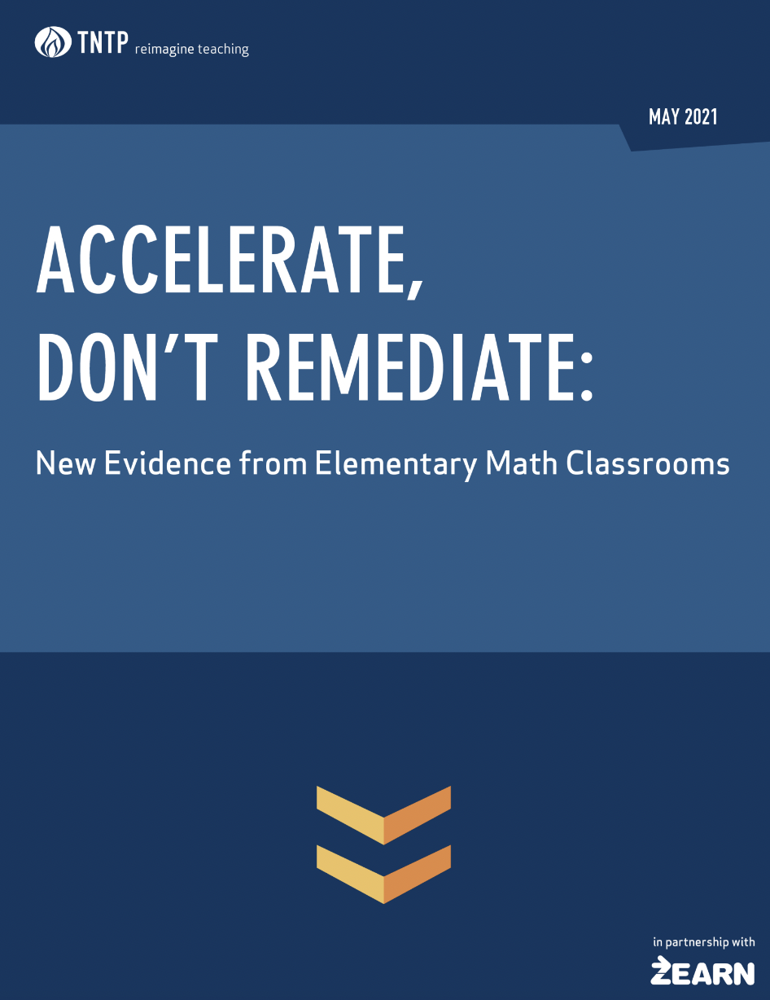 TNTP reimagine teaching
MAY 2021
ACCELERATE,
DON’T REMEDIATE:
New Evidence from Elementary Math Classrooms
in partnership with
ZEARN